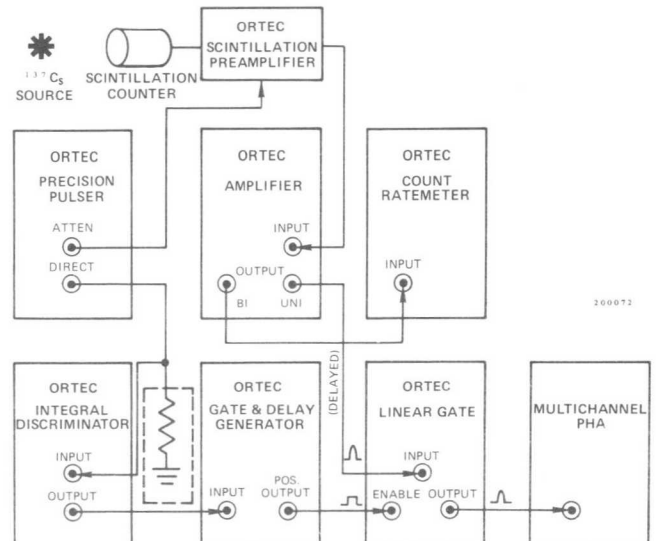 ORTEC
SCINTILLATION
PREAMPLIFIER
137Cs
SOURCE
SCINTILLATION
COUNTER
ORTEC
PRECISION
PULSER
ATTEN
DIRECT
ORTEC
AMPLIFIER
INPUT
OUTPUT
BI
UNI
ORTEC
COUNT
RATEMETER
INPUT
200072
(DELAYED)
ORTEC
INTEGRAL
DISCRIMINATOR
INPUT
OUTPUT
ORTEC
GATE & DELAY
GENERATOR
INPUT
POS.
OUTPUT
ORTEC
LINEAR GATE
INPUT
ENABLE
OUTPUT
MULTICHANNEL
PHA